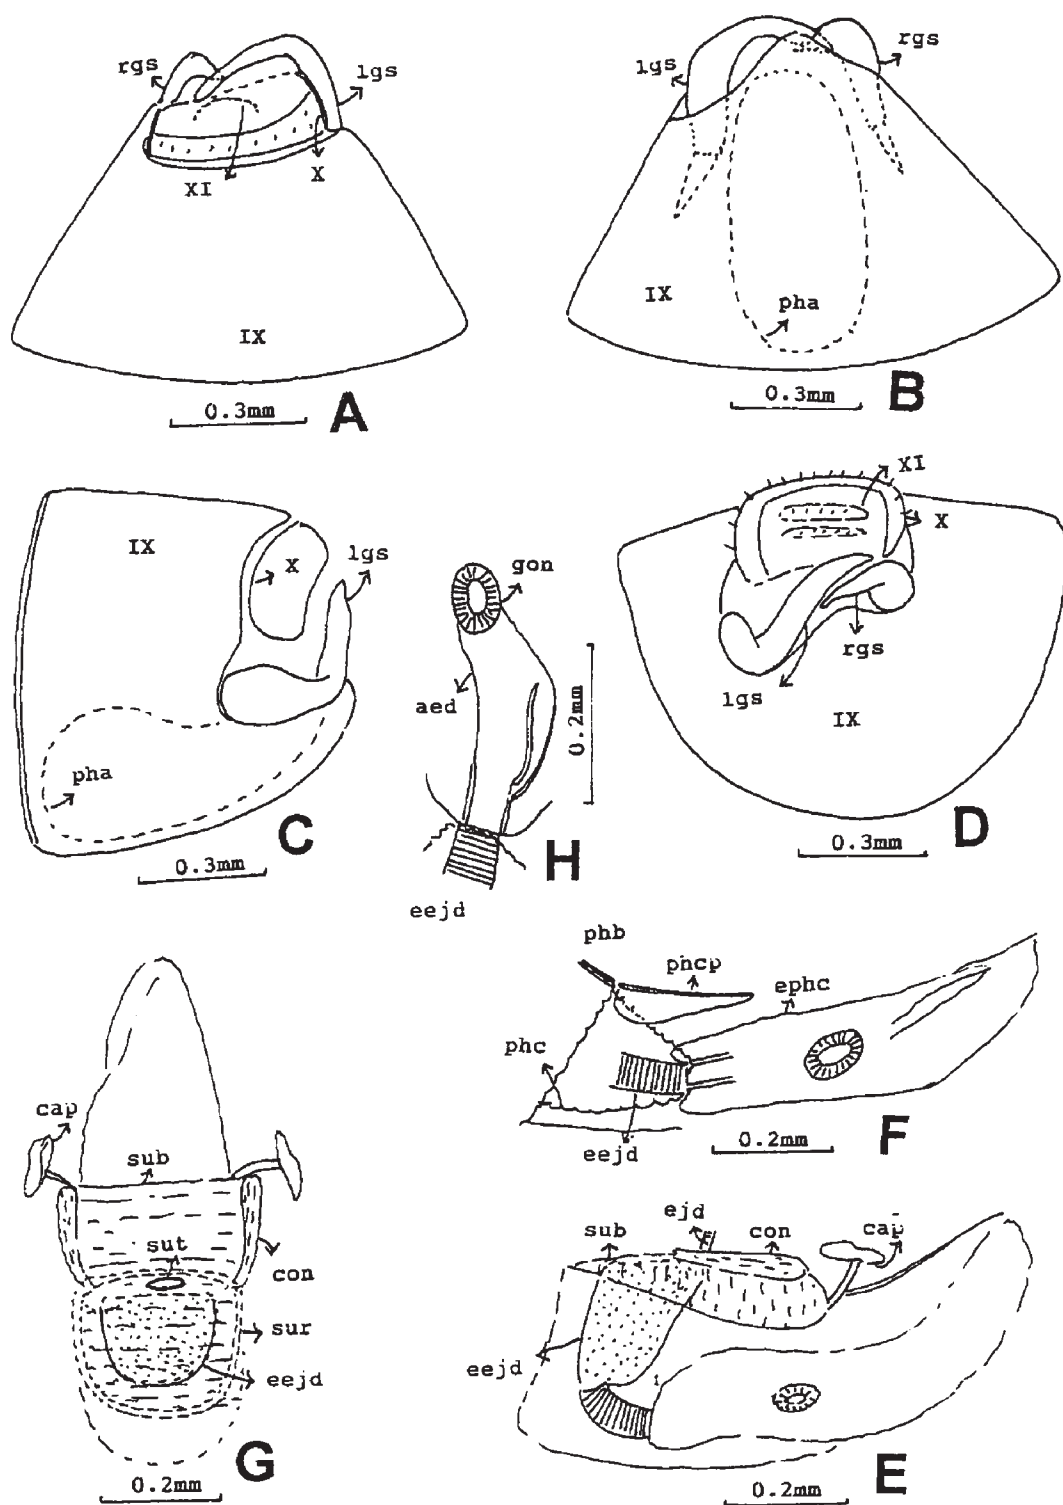 rgs
lgs
XI
X
IX
0.3mm
A
lgs
rgs
IX
pha
0.3mm
B
IX
X
lgs
pha
C
0.3mm
gon
aed
0.2mm
H
eejd
XI
X
rgs
lgs
IX
D
0.3mm
phb
phcp
ephc
phc
eejd
0.2mm
F
cap
sub
sut
con
sur
eejd
G
0.2mm
sub
ejd
con
cap
eejd
E
0.2mm